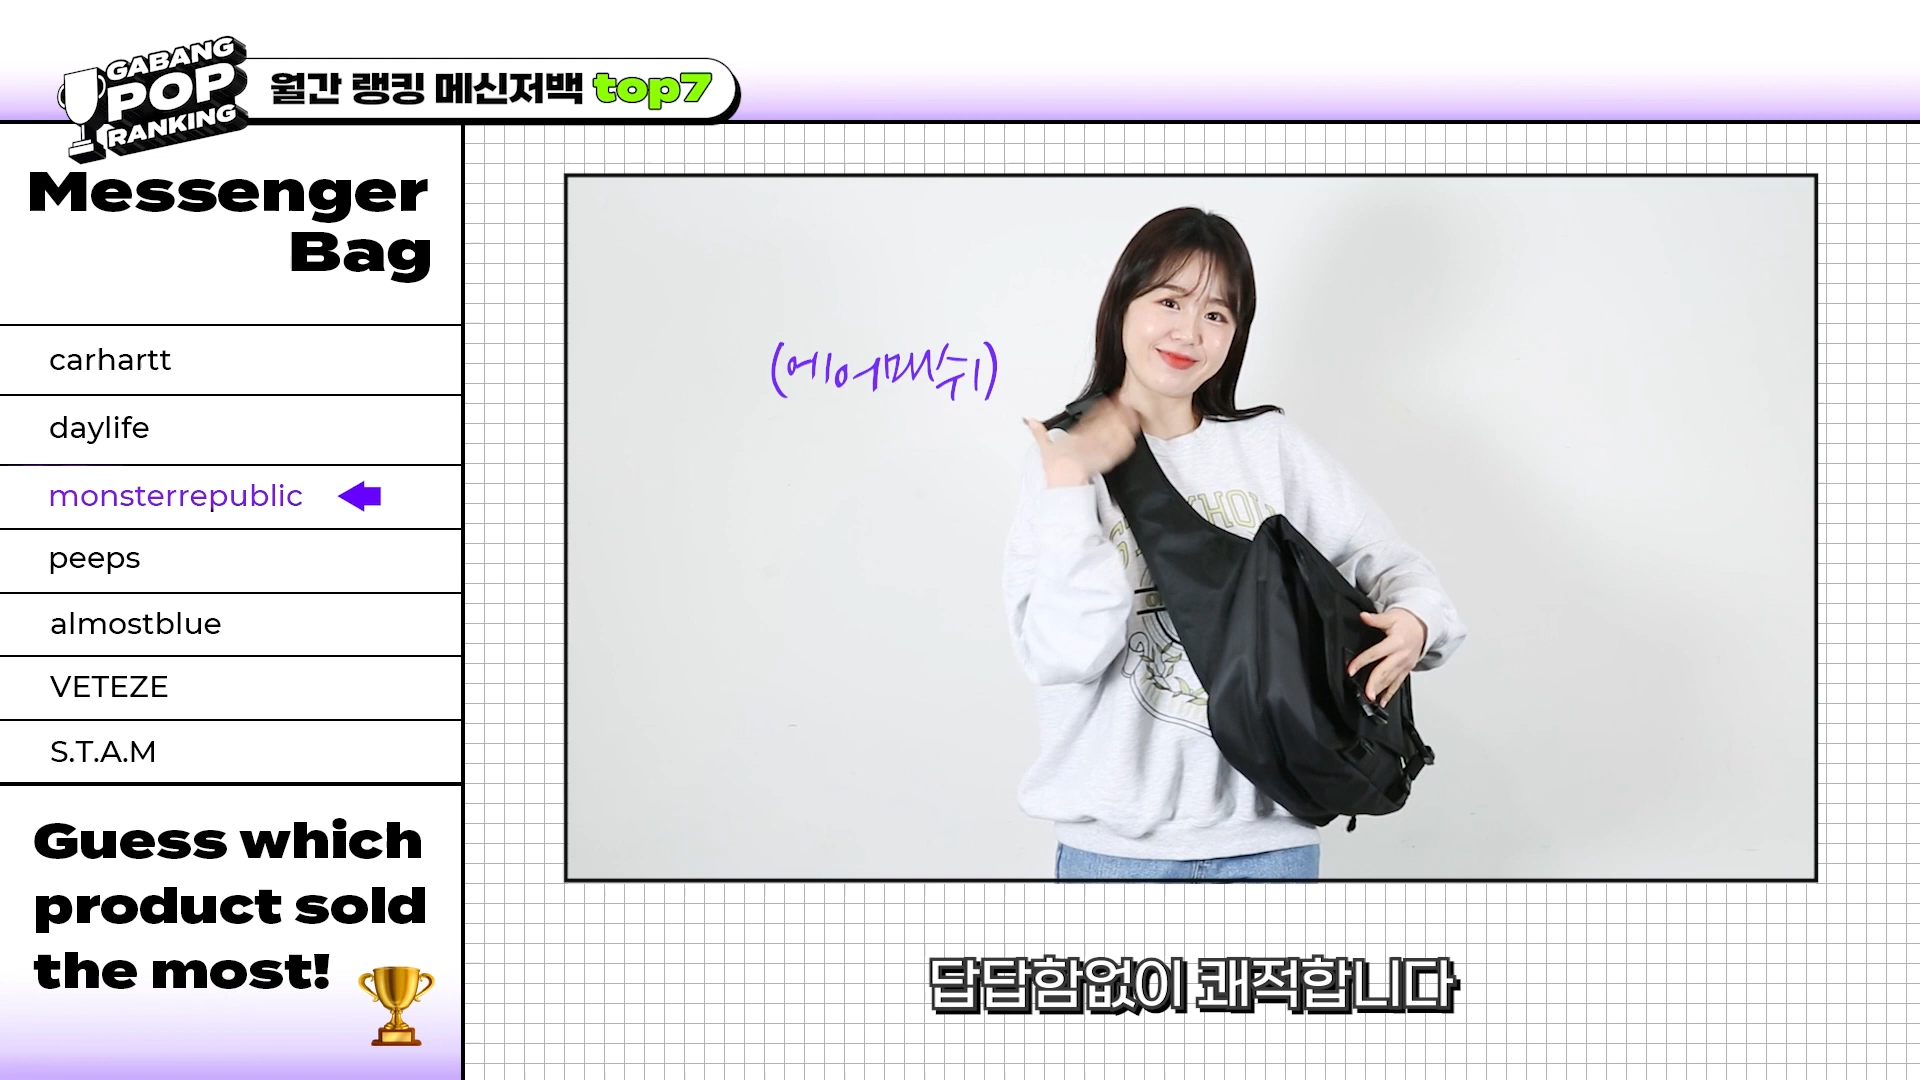 GABANG
POP
RANKING
월간 랭킹 메신저백 top7
Messenger
Bag
carhartt
daylife
monsterrepublic
peeps
almostblue
VETEZE
S.T.A.M
Guess which
product sold
the most!
(에어매쉬)
답답함없이 쾌적합니다